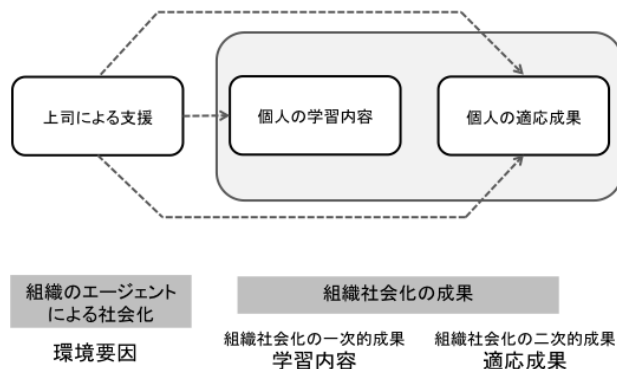 上司による支援
個人の学習内容
個人の適応成果
組織のエージェント
による社会化
環境要因
組織社会化の成果
組織社会化の一次的成果
学習内容
組織社会化の二次的成果
適応成果